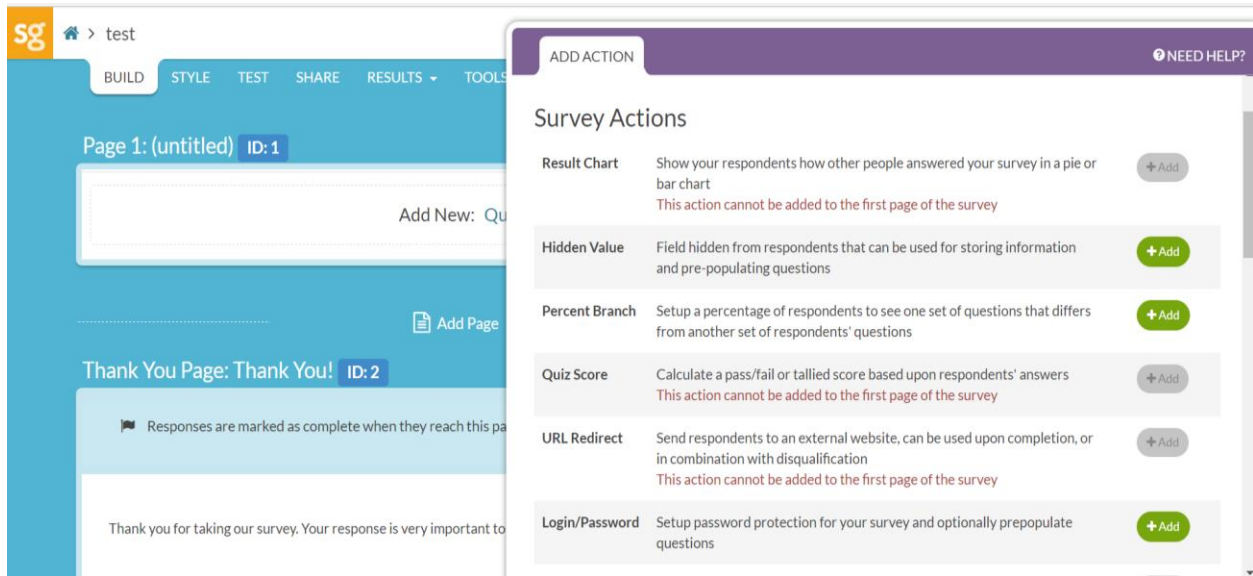 sg
> test
BUILD STYLE TEST SHARE RESULTS TOOLS
Page 1: (untitled) ID: 1
Add New: Qu
Add Page
Thank You Page: Thank You! ID: 2
Responses are marked as complete when they reach this pa
Thank you for taking our survey. Your response is very important to
ADD ACTION
NEED HELP?
Survey Actions
Result Chart Show your respondents how other people answered your survey in a pie or
bar chart
This action cannot be added to the first page of the survey
+ Add
Hidden Value Field hidden from respondents that can be used for storing information
and pre-populating questions
+ Add
Percent Branch Setup a percentage of respondents to see one set of questions that differs
from another set of respondents' questions
+ Add
Quiz Score Calculate a pass/fail or tallied score based upon respondents' answers
This action cannot be added to the first page of the survey
+ Add
URL Redirect Send respondents to an external website, can be used upon completion, or
in combination with disqualification
This action cannot be added to the first page of the survey
+ Add
Login/Password Setup password protection for your survey and optionally prepopulate
questions
+ Add